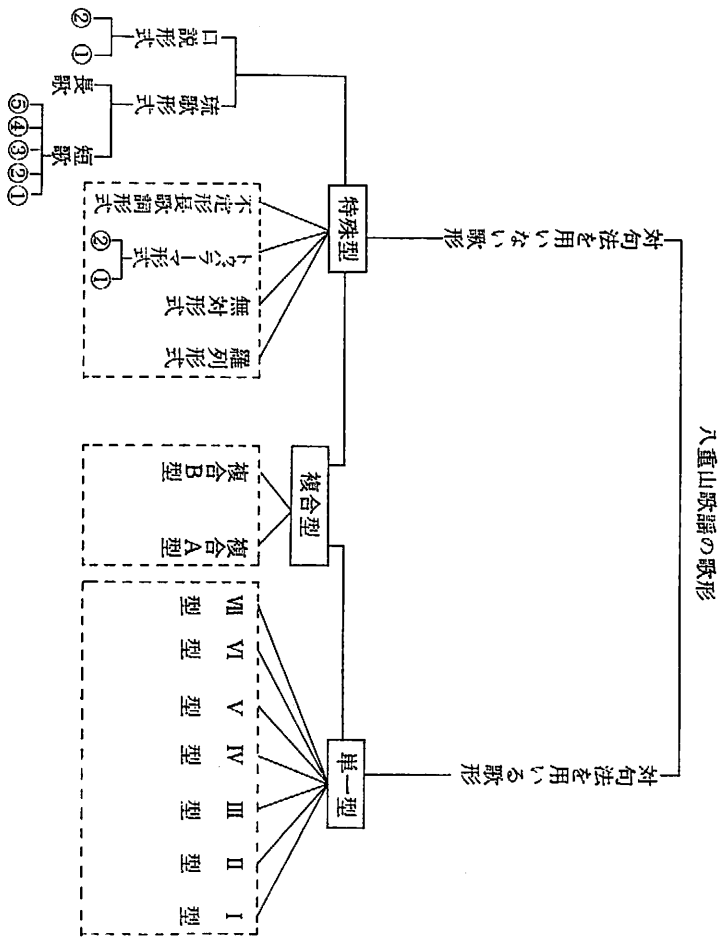 八重山歌謡の歌形
対句法を用いる歌形
単一型
Ⅰ型
Ⅱ型
Ⅲ型
Ⅳ型
Ⅴ型
Ⅵ型
Ⅶ型
複合型
複合A型
複合B型
対句法を用いない歌形
特殊型
羅列形式
無対形式
トゥバラーマ形式
①
②
不定形長歌詞形式
琉歌形式
短歌
①
②
③
④
⑤
長歌
口説形式
①
②